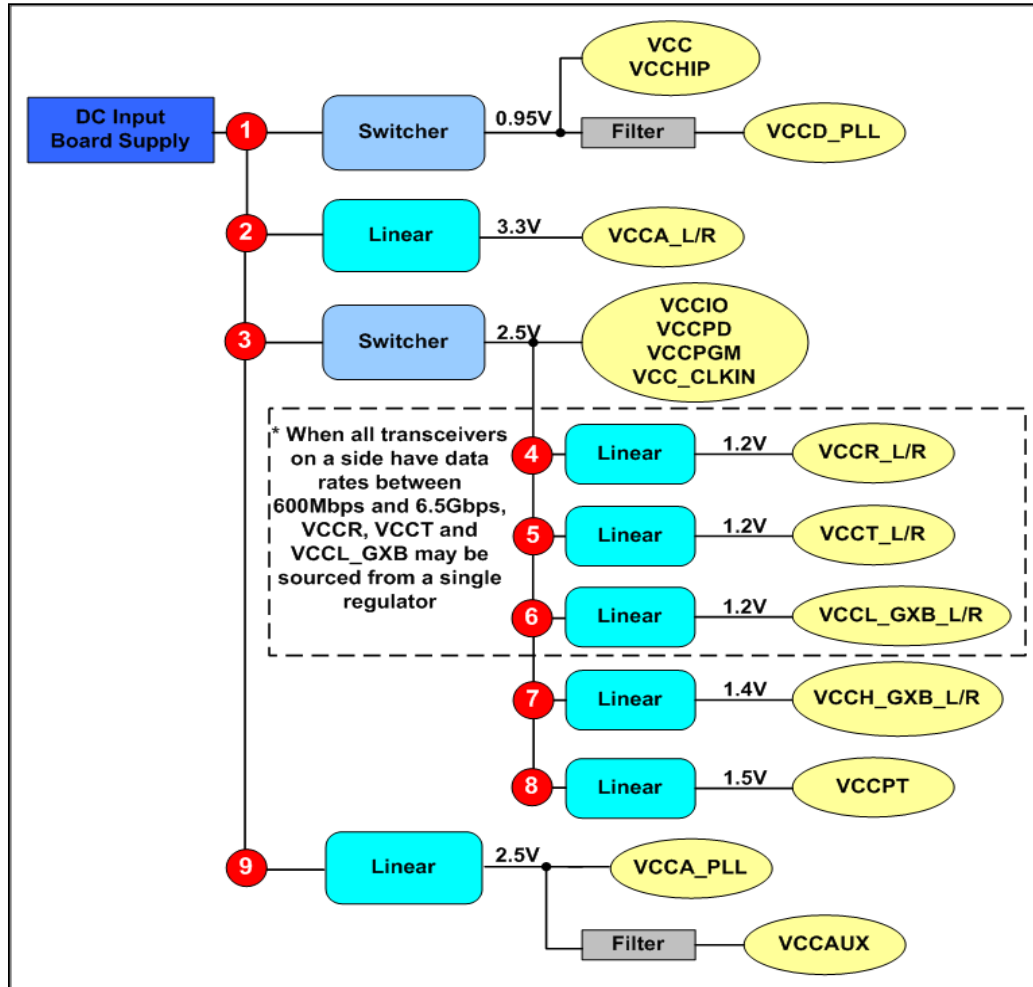 DC Input
Board Supply
1
Switcher
0.95V
VCC
VCCHIP
Filter
VCCD_PLL
2
Linear
3.3V
VCCA_L/R
3
Switcher
2.5V
VCCIO
VCCPD
VCCPGM
VCC_CLKIN
* When all transceivers
on a side have data
rates between
600Mbps and 6.5Gbps,
VCCR, VCCT and
VCCL_GXB may be
sourced from a single
regulator
4
Linear
1.2V
VCCR_L/R
5
Linear
1.2V
VCCT_L/R
6
Linear
1.2V
VCCL_GXB_L/R
7
Linear
1.4V
VCCH_GXB_L/R
8
Linear
1.5V
VCCPT
9
Linear
2.5V
VCCA_PLL
Filter
VCCAUX